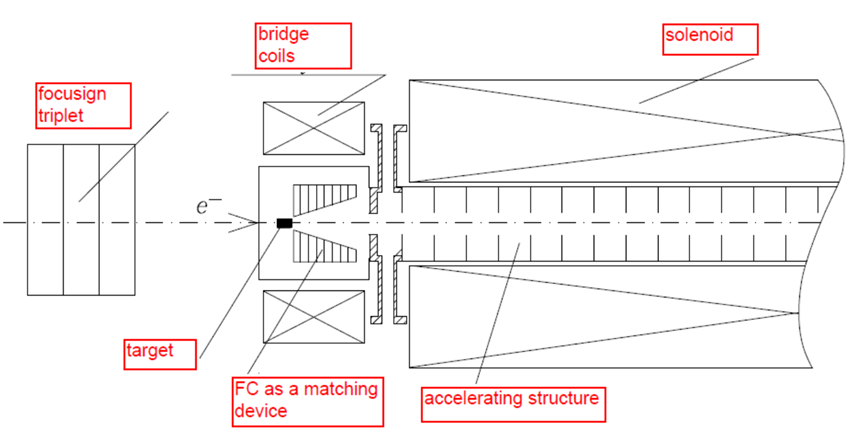 bridge
coils
solenoid
focusign
triplet
e−
target
FC as a matching
device
accelerating structure